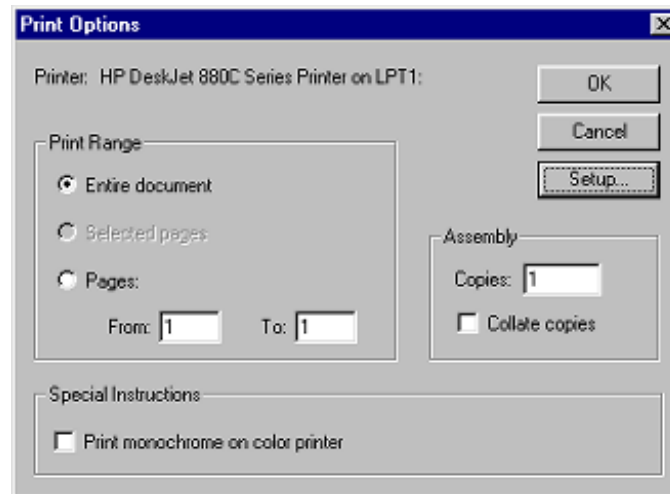 Print Options
Printer: HP DeskJet 880C Series Printer on LPT1:
OK
Cancel
Setup...
Print Range
Entire document
Selected pages
Pages:
From: 1 To: 1
Assembly
Copies: 1
Collate copies
Special Instructions
Print monochrome on color printer